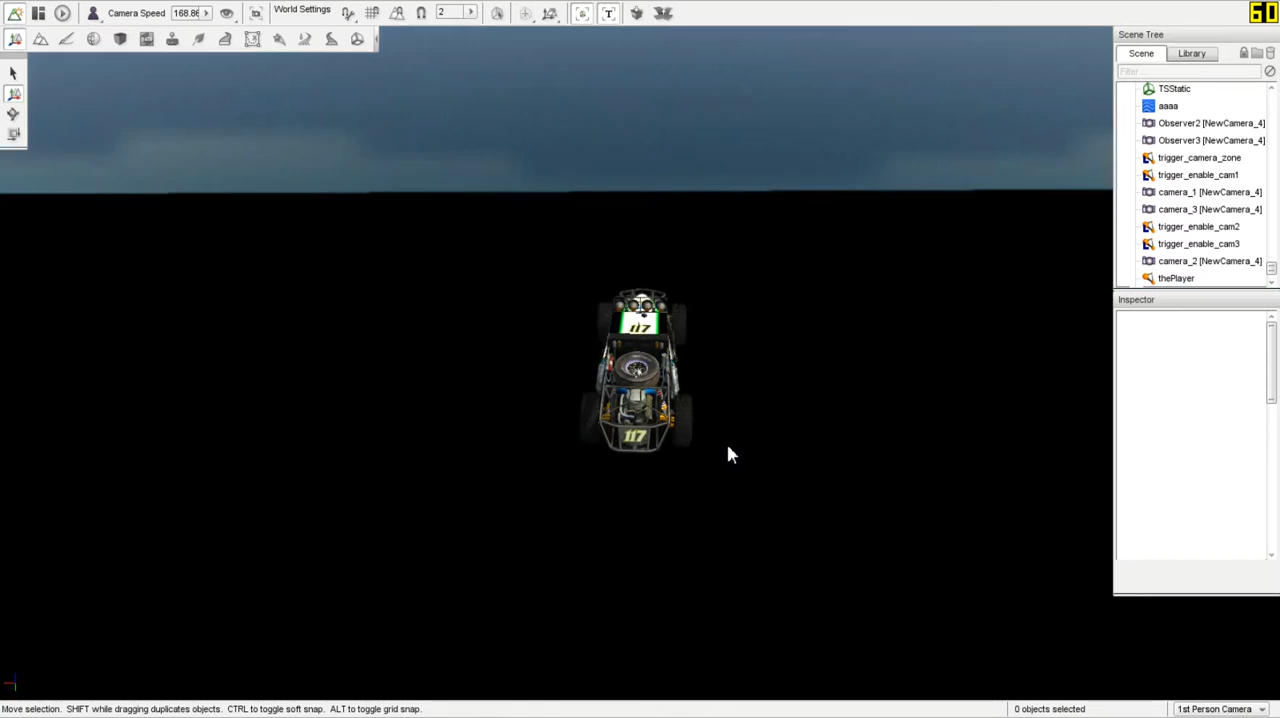 Camera Speed 168.86 World Settings 2 60
Scene Tree
Scene Library
Filter...
TSStatic
aaaa
Observer2 [NewCamera_4]
Observer3 [NewCamera_4]
trigger_camera_zone
trigger_enable_cam1
camera_1 [NewCamera_4]
camera_3 [NewCamera_4]
trigger_enable_cam2
trigger_enable_cam3
camera_2 [NewCamera_4]
thePlayer
Inspector
117
117
Move selection. SHIFT while dragging duplicates objects. CTRL to toggle soft snap. ALT to toggle grid snap. 0 objects selected 1st Person Camera